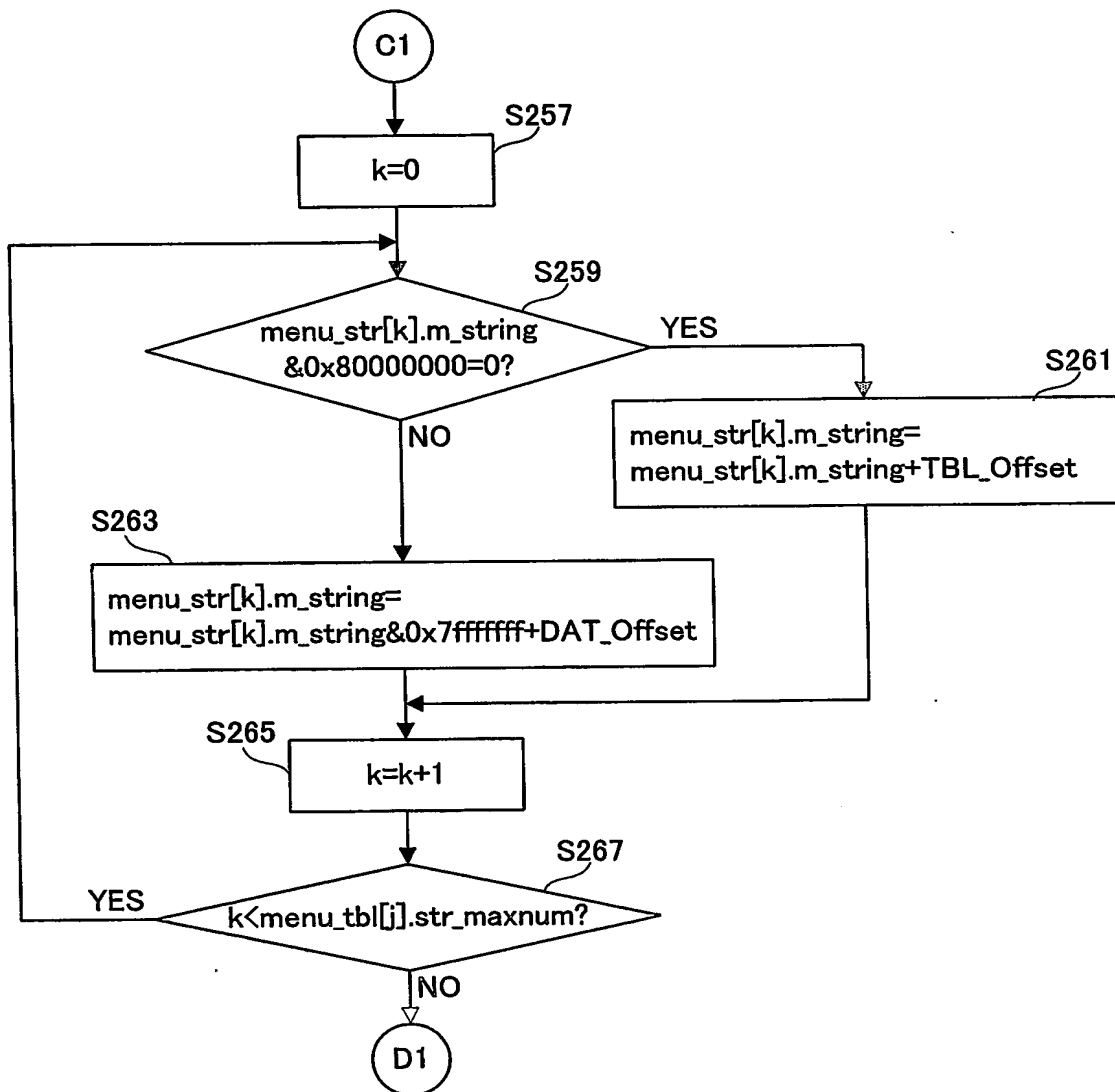 C1
S257
k=0
S259
menu_str[k].m_string
&0x80000000=0?
YES
S261
menu_str[k].m_string=
menu_str[k].m_string+TBL_Offset
NO
S263
menu_str[k].m_string=
menu_str[k].m_string&0x7fffffff+DAT_Offset
S265
k=k+1
S267
YES
k<menu_tbl[j].str_maxnum?
NO
D1